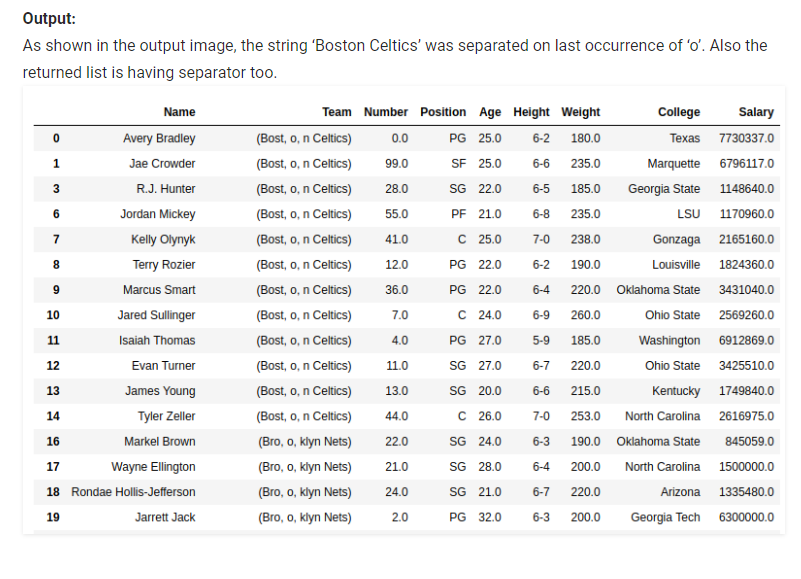 Output:
As shown in the output image, the string ‘Boston Celtics’ was separated on last occurrence of ‘o’. Also the
returned list is having separator too.
Name Team Number Position Age Height Weight College Salary
0 Avery Bradley (Bost, o, n Celtics) 0.0 PG 25.0 6-2 180.0 Texas 7730337.0
1 Jae Crowder (Bost, o, n Celtics) 99.0 SF 25.0 6-6 235.0 Marquette 6796117.0
3 R.J. Hunter (Bost, o, n Celtics) 28.0 SG 22.0 6-5 185.0 Georgia State 1148640.0
6 Jordan Mickey (Bost, o, n Celtics) 55.0 PF 21.0 6-8 235.0 LSU 1170960.0
7 Kelly Olynyk (Bost, o, n Celtics) 41.0 C 25.0 7-0 238.0 Gonzaga 2165160.0
8 Terry Rozier (Bost, o, n Celtics) 12.0 PG 22.0 6-2 190.0 Louisville 1824360.0
9 Marcus Smart (Bost, o, n Celtics) 36.0 PG 22.0 6-4 220.0 Oklahoma State 3431040.0
10 Jared Sullinger (Bost, o, n Celtics) 7.0 C 24.0 6-9 260.0 Ohio State 2569260.0
11 Isaiah Thomas (Bost, o, n Celtics) 4.0 PG 27.0 5-9 185.0 Washington 6912869.0
12 Evan Turner (Bost, o, n Celtics) 11.0 SG 27.0 6-7 220.0 Ohio State 3425510.0
13 James Young (Bost, o, n Celtics) 13.0 SG 20.0 6-6 215.0 Kentucky 1749840.0
14 Tyler Zeller (Bost, o, n Celtics) 44.0 C 26.0 7-0 253.0 North Carolina 2616975.0
16 Markel Brown (Bro, o, klyn Nets) 22.0 SG 24.0 6-3 190.0 Oklahoma State 845059.0
17 Wayne Ellington (Bro, o, klyn Nets) 21.0 SG 28.0 6-4 200.0 North Carolina 1500000.0
18 Rondae Hollis-Jefferson (Bro, o, klyn Nets) 24.0 SG 21.0 6-7 220.0 Arizona 1335480.0
19 Jarrett Jack (Bro, o, klyn Nets) 2.0 PG 32.0 6-3 200.0 Georgia Tech 6300000.0